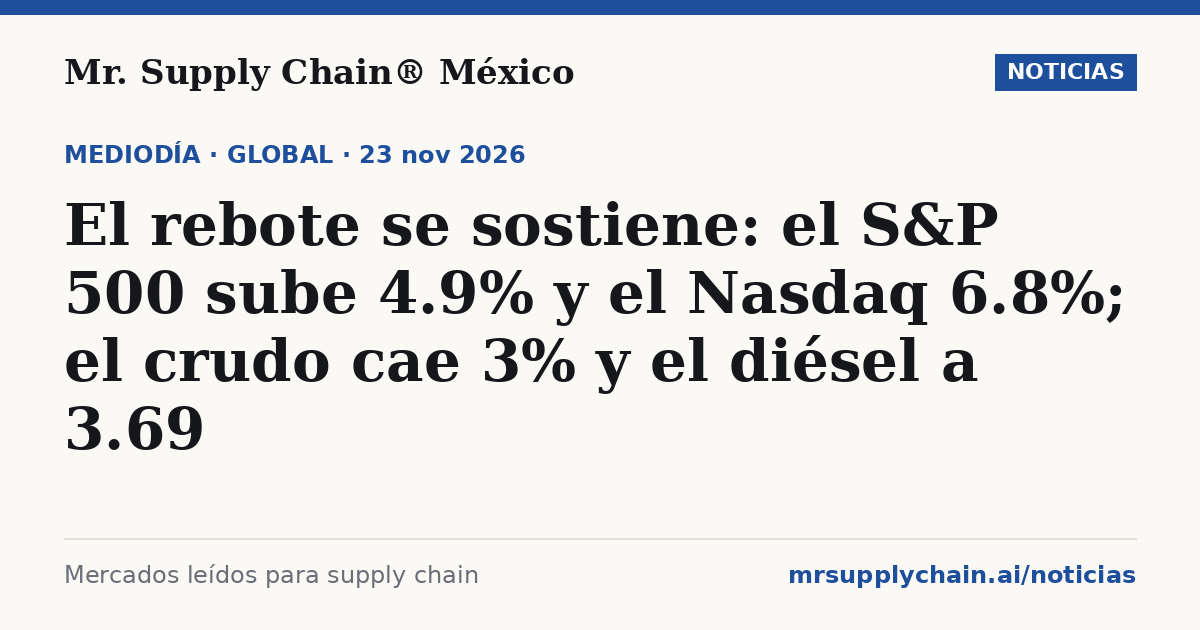 Mr. Supply Chain® México
NOTICIAS
MEDIODÍA · GLOBAL · 23 nov 2026
El rebote se sostiene: el S&P
500 sube 4.9% y el Nasdaq 6.8%;
el crudo cae 3% y el diésel a
3.69
Mercados leídos para supply chain
mrsupplychain.ai/noticias